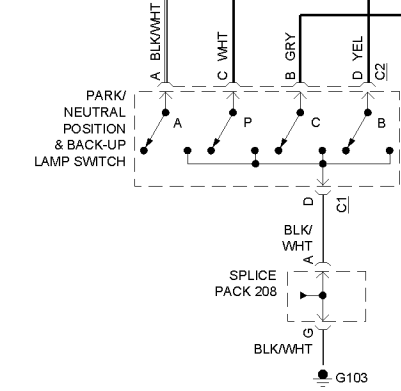 BLK/WHT
WHT
GRY
YEL
A
C
B
D
C2
PARK/
NEUTRAL
POSITION
& BACK-UP
LAMP SWITCH
A
P
C
B
D
C1
BLK/
WHT
A
SPLICE
PACK 208
G
BLK/WHT
G103